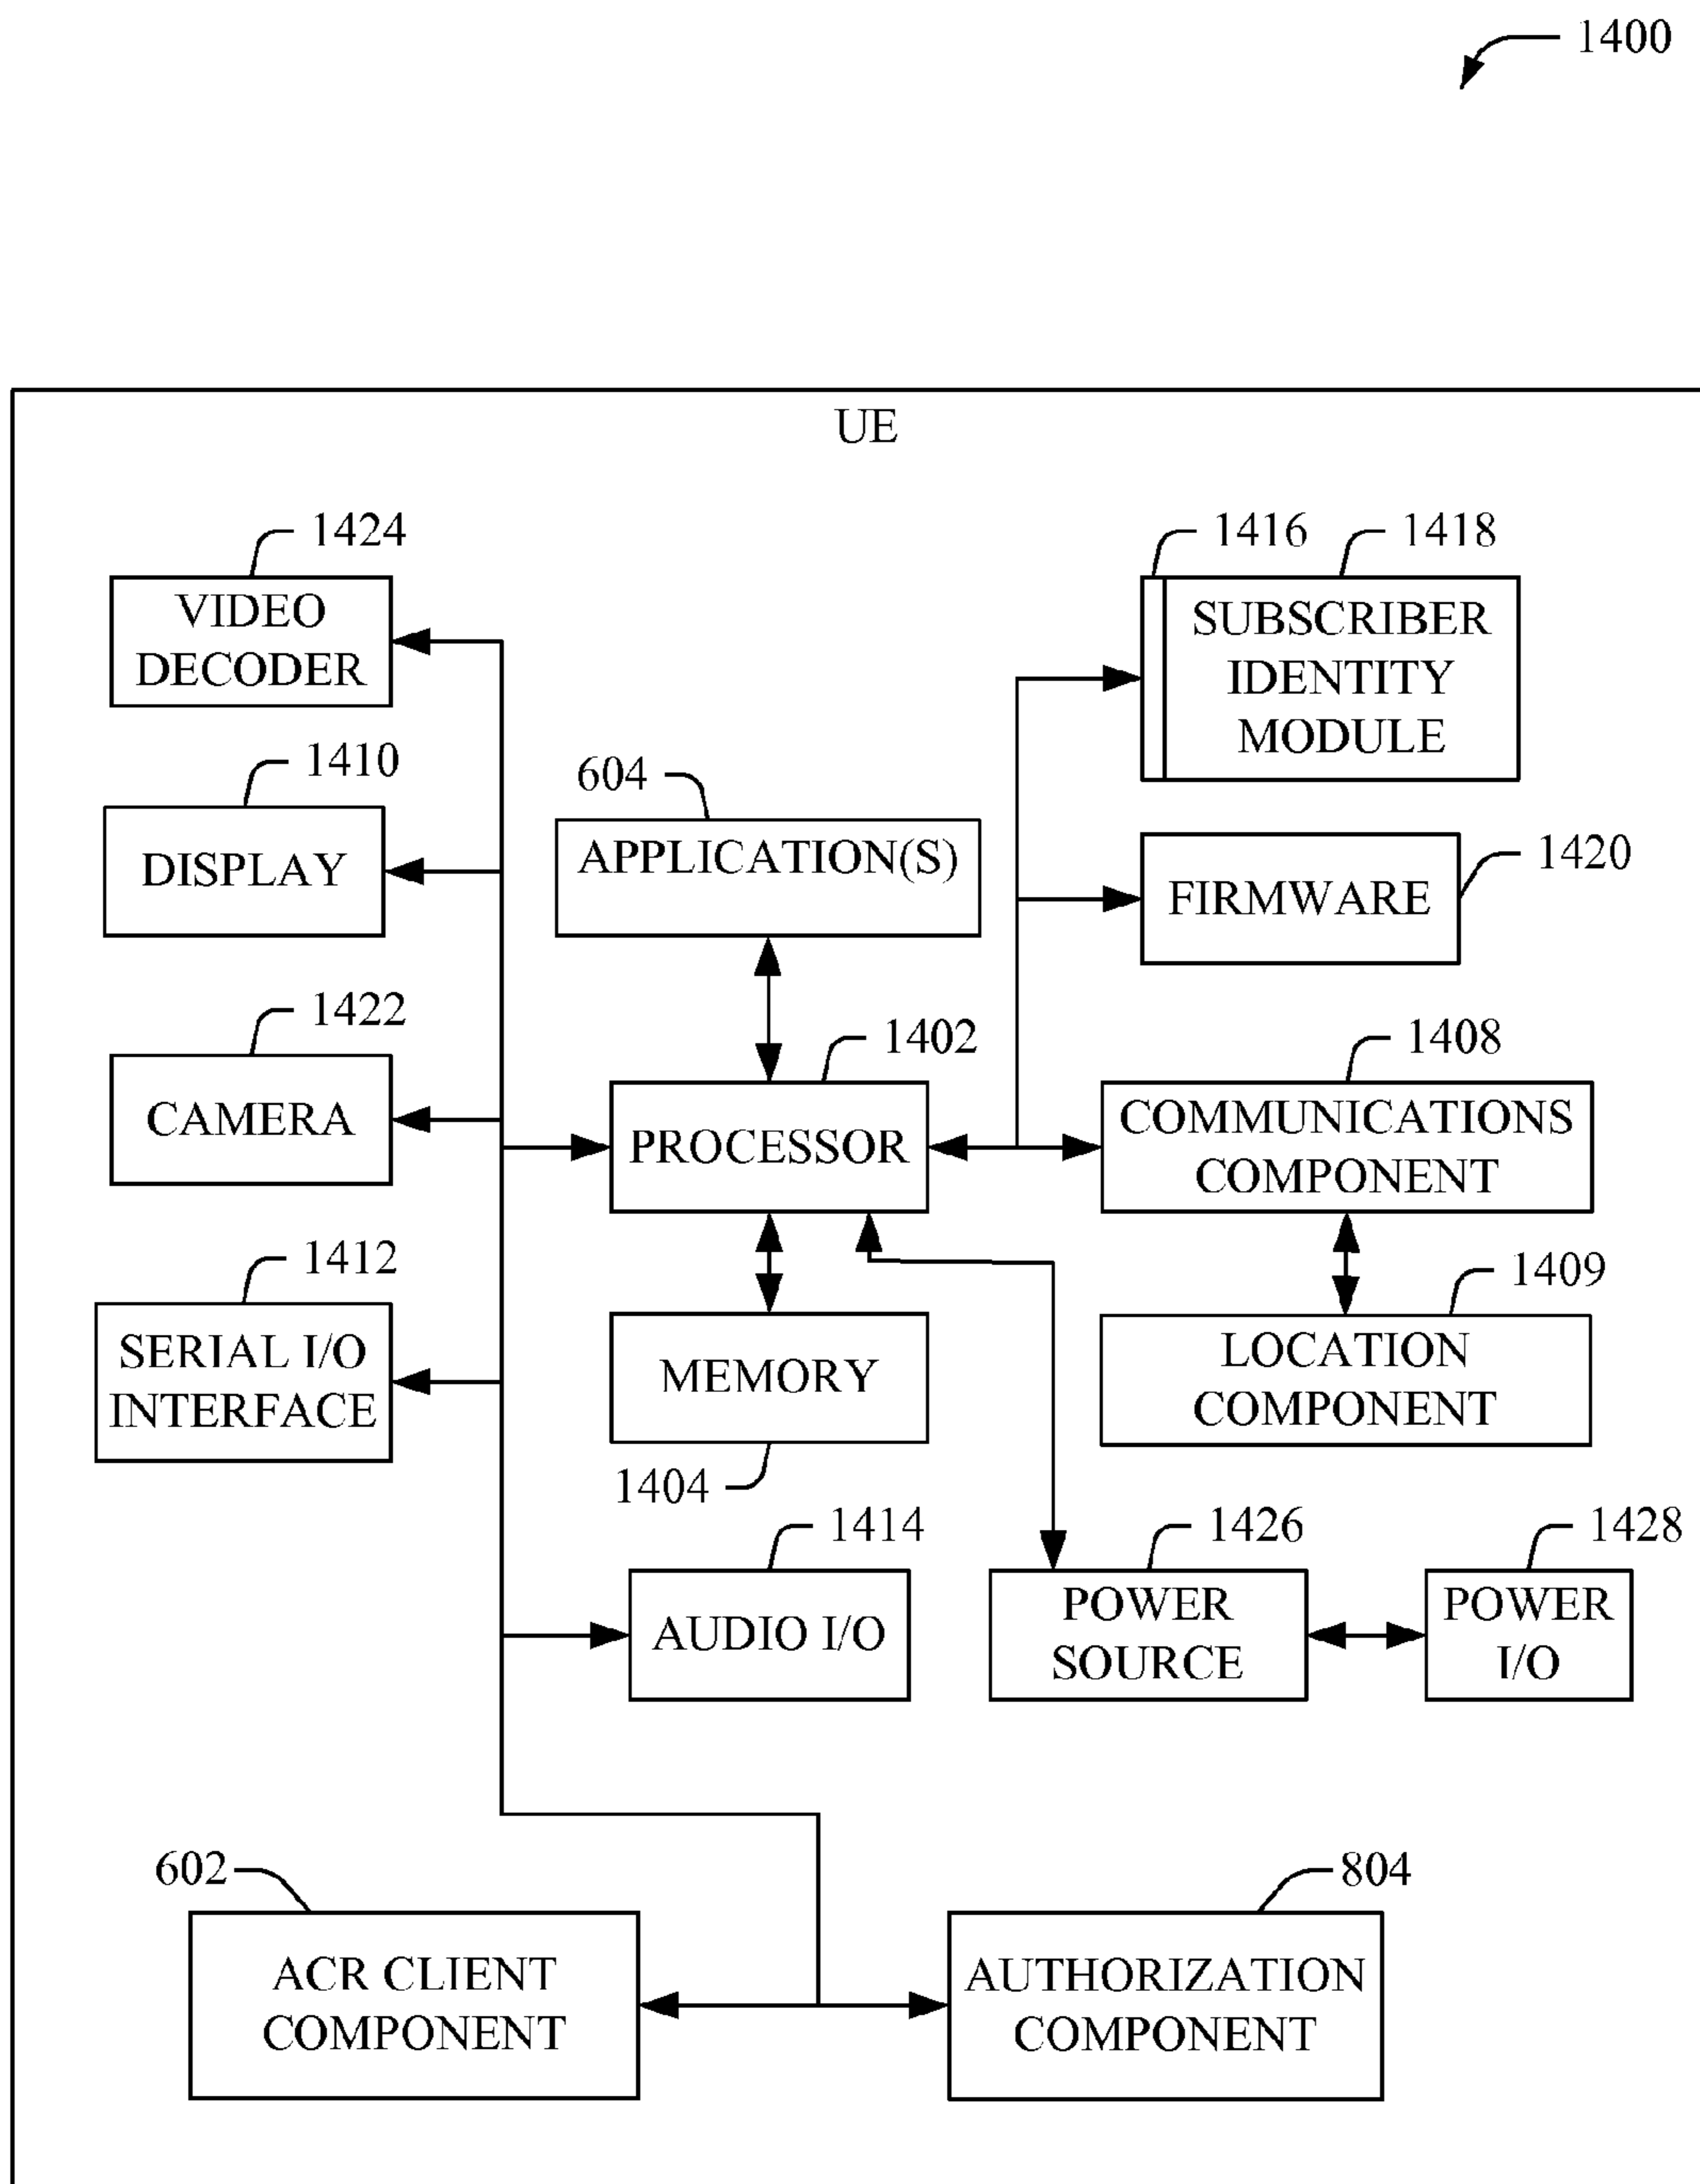 1400
UE
1424
VIDEO
DECODER
1416
1418
SUBSCRIBER
IDENTITY
MODULE
1410
DISPLAY
604
APPLICATION(S)
1420
FIRMWARE
1422
CAMERA
1402
PROCESSOR
1408
COMMUNICATIONS
COMPONENT
1412
SERIAL I/O
INTERFACE
MEMORY
1404
1409
LOCATION
COMPONENT
1414
AUDIO I/O
1426
POWER
SOURCE
1428
POWER
I/O
602
ACR CLIENT
COMPONENT
804
AUTHORIZATION
COMPONENT